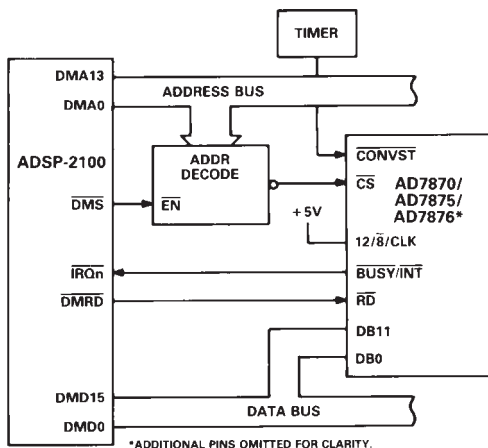 TIMER
DMA13
ADDRESS BUS
DMA0
ADSP-2100
ADDR
DECODE
CONVST
CS
AD7870/
AD7875/
AD7876*
DMS
EN
+5V
12/8/CLK
IRQn
BUSY/INT
DMRD
RD
DB11
DB0
DMD15
DATA BUS
DMD0
*ADDITIONAL PINS OMITTED FOR CLARITY.